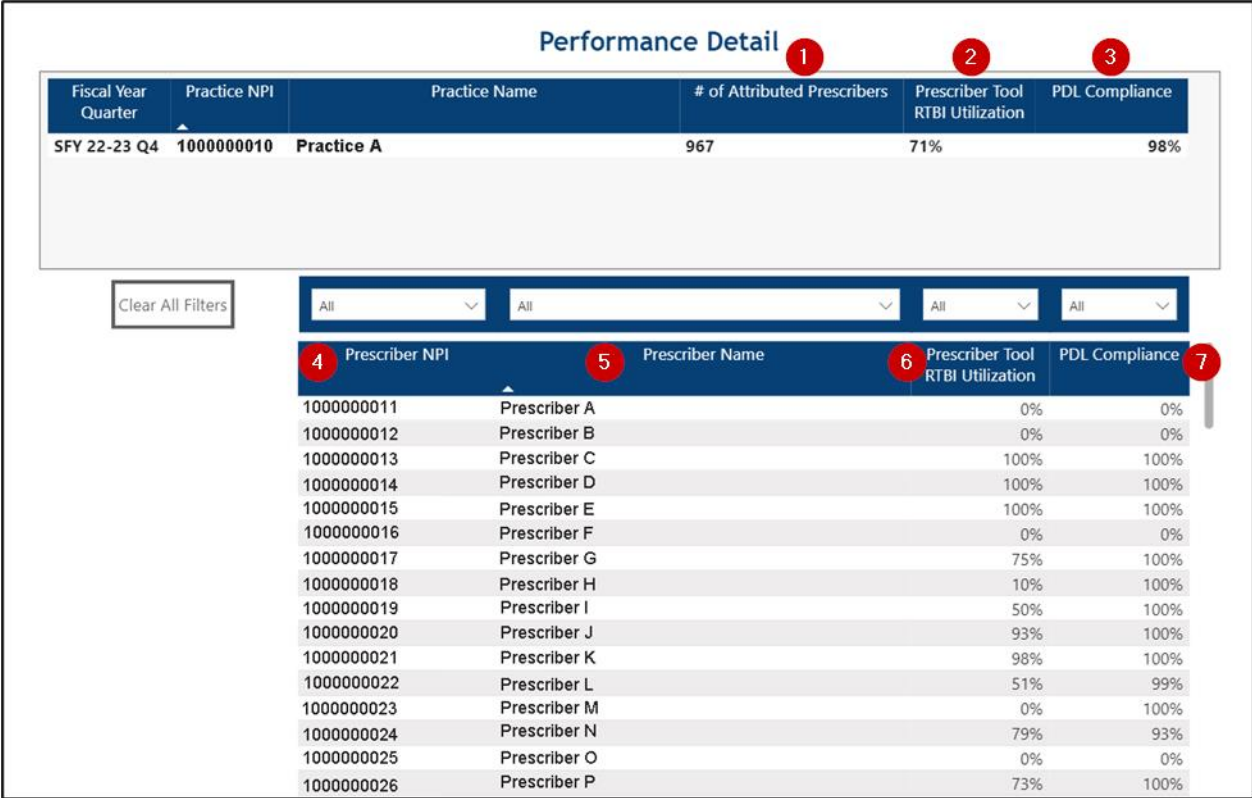 Performance Detail
1 2 3
Fiscal Year Quarter Practice NPI Practice Name # of Attributed Prescribers Prescriber Tool RTBI Utilization PDL Compliance
SFY 22-23 Q4 1000000010 Practice A 967 71% 98%
Clear All Filters All All All All
4 Prescriber NPI 5 Prescriber Name 6 Prescriber Tool RTBI Utilization PDL Compliance 7
1000000011 Prescriber A 0% 0%
1000000012 Prescriber B 0% 0%
1000000013 Prescriber C 100% 100%
1000000014 Prescriber D 100% 100%
1000000015 Prescriber E 100% 100%
1000000016 Prescriber F 0% 0%
1000000017 Prescriber G 75% 100%
1000000018 Prescriber H 10% 100%
1000000019 Prescriber I 50% 100%
1000000020 Prescriber J 93% 100%
1000000021 Prescriber K 98% 100%
1000000022 Prescriber L 51% 99%
1000000023 Prescriber M 0% 100%
1000000024 Prescriber N 79% 93%
1000000025 Prescriber O 0% 0%
1000000026 Prescriber P 73% 100%